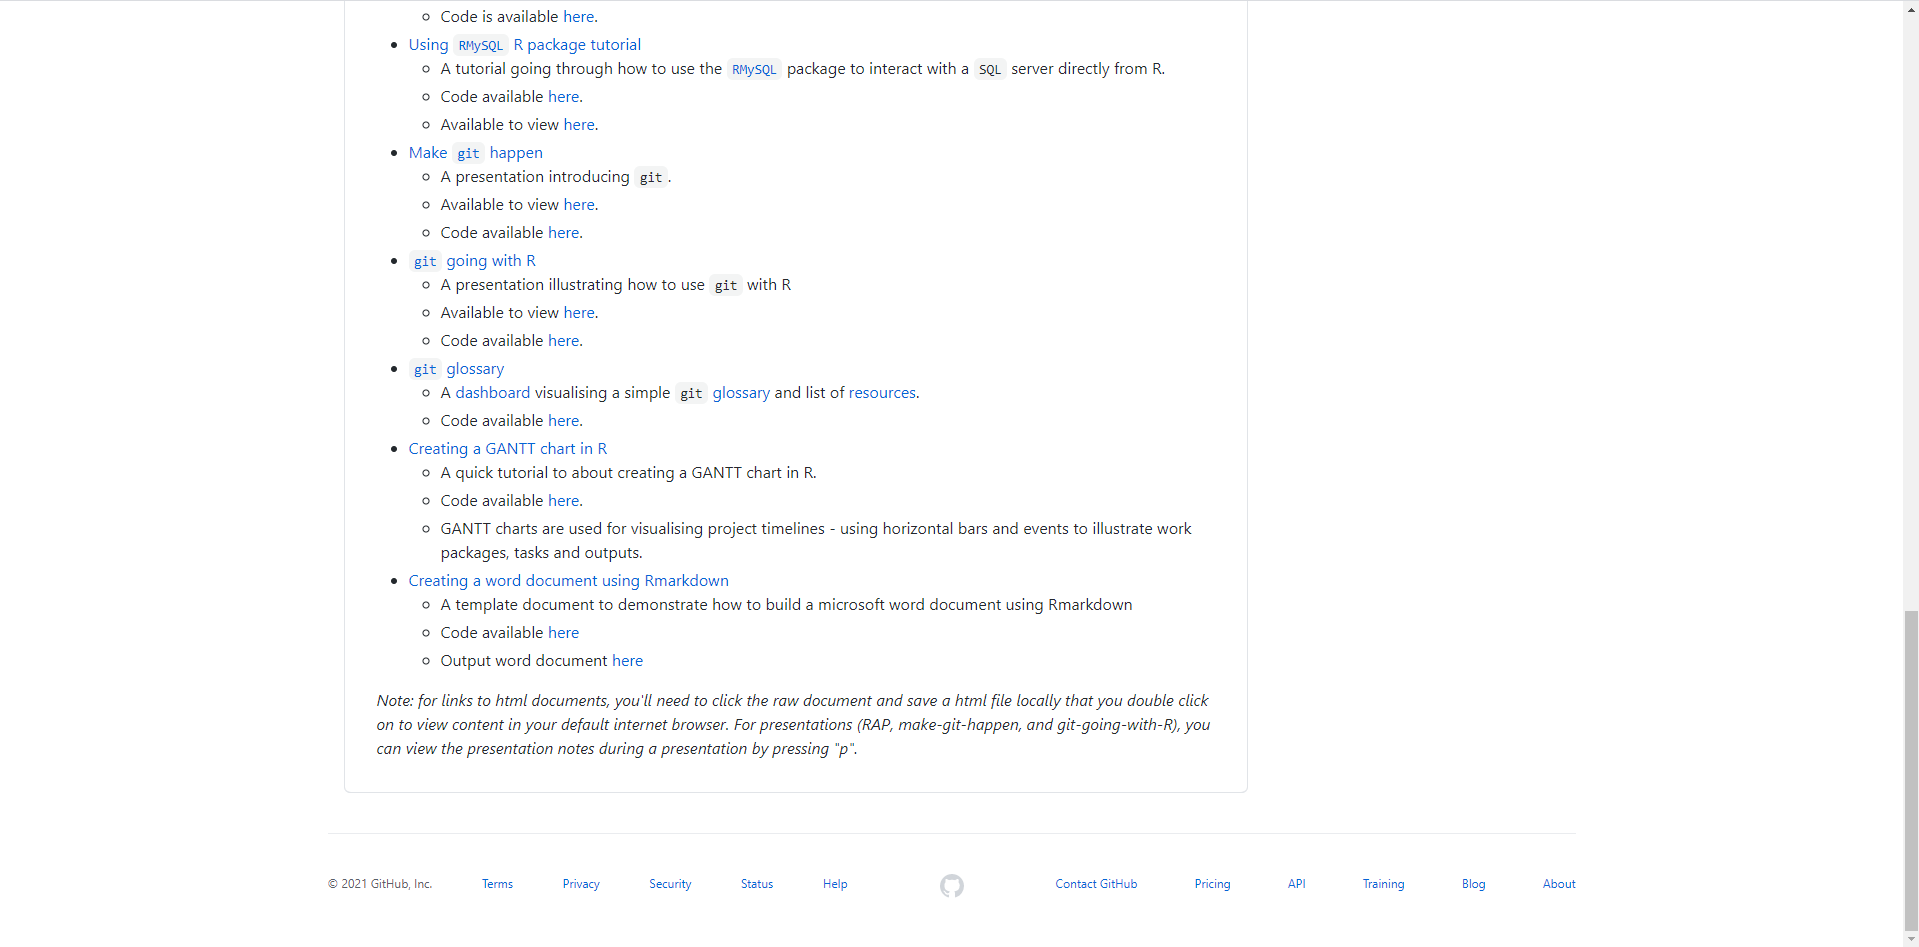 Code is available here.
Using RMySQL R package tutorial
A tutorial going through how to use the RMySQL package to interact with a SQL server directly from R.
Code available here.
Available to view here.
Make git happen
A presentation introducing git.
Available to view here.
Code available here.
git going with R
A presentation illustrating how to use git with R
Available to view here.
Code available here.
git glossary
A dashboard visualising a simple git glossary and list of resources.
Code available here.
Creating a GANTT chart in R
A quick tutorial to about creating a GANTT chart in R.
Code available here.
GANTT charts are used for visualising project timelines - using horizontal bars and events to illustrate work
packages, tasks and outputs.
Creating a word document using Rmarkdown
A template document to demonstrate how to build a microsoft word document using Rmarkdown
Code available here
Output word document here
Note: for links to html documents, you'll need to click the raw document and save a html file locally that you double click
on to view content in your default internet browser. For presentations (RAP, make-git-happen, and git-going-with-R), you
can view the presentation notes during a presentation by pressing "p".
© 2021 GitHub, Inc. Terms Privacy Security Status Help Contact GitHub Pricing API Training Blog About